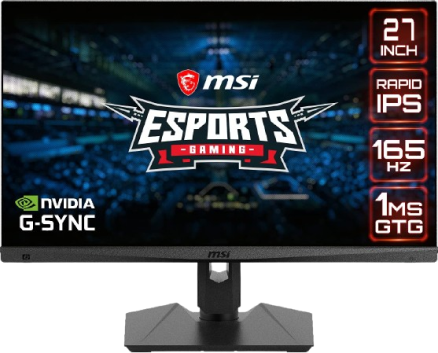 msi
ESPORTS
GAMING
27
INCH
RAPID
IPS
165
HZ
1MS
GTG
NVIDIA
G-SYNC
msi